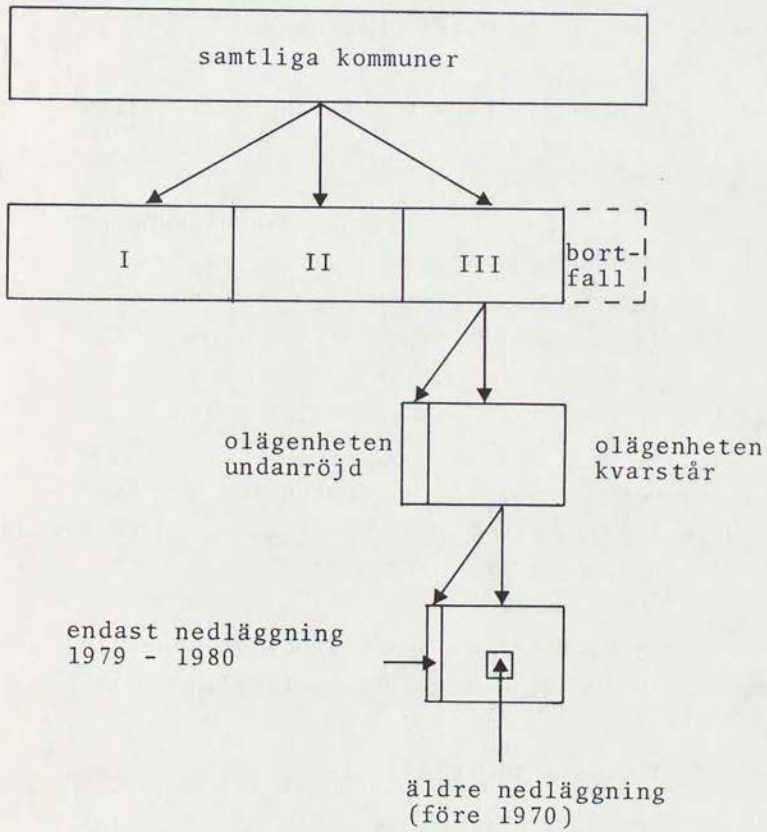 samtliga kommuner
I
II
III
bort-
fall
olägenheten
undanröjd
olägenheten
kvarstår
endast nedläggning
1979 - 1980
äldre nedläggning
(före 1970)